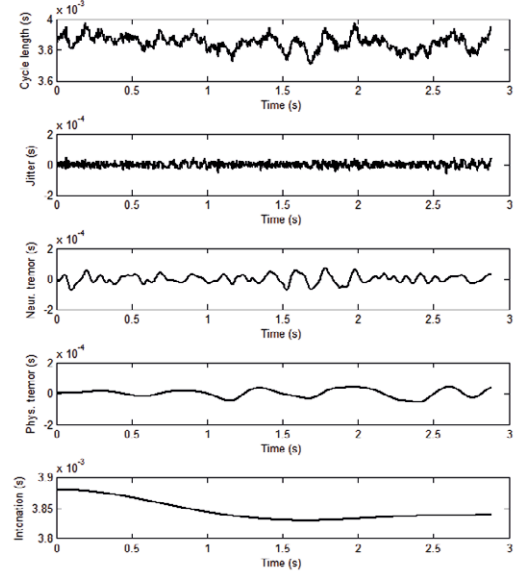 x 10⁻³
4
3.8
3.6
Cycle length (s)
0 0.5 1 1.5 2 2.5 3
Time (s)
x 10⁻⁴
2
0
-2
Jitter (s)
0 0.5 1 1.5 2 2.5 3
Time (s)
x 10⁻⁴
2
0
-2
Neur. tremor (s)
0 0.5 1 1.5 2 2.5 3
Time (s)
x 10⁻⁴
2
0
-2
Phys. tremor (s)
0 0.5 1 1.5 2 2.5 3
Time (s)
x 10⁻³
3.9
3.85
3.8
Intonation (s)
0 0.5 1 1.5 2 2.5 3
Time (s)